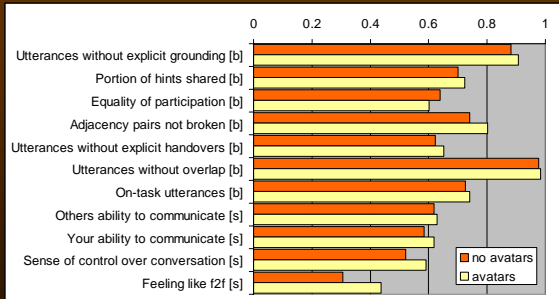 0 0.2 0.4 0.6 0.8 1
Utterances without explicit grounding [b]
Portion of hints shared [b]
Equality of participation [b]
Adjacency pairs not broken [b]
Utterances without explicit handovers [b]
Utterances without overlap [b]
On-task utterances [b]
Others ability to communicate [s]
Your ability to communicate [s]
Sense of control over conversation [s]
Feeling like f2f [s]
no avatars
avatars